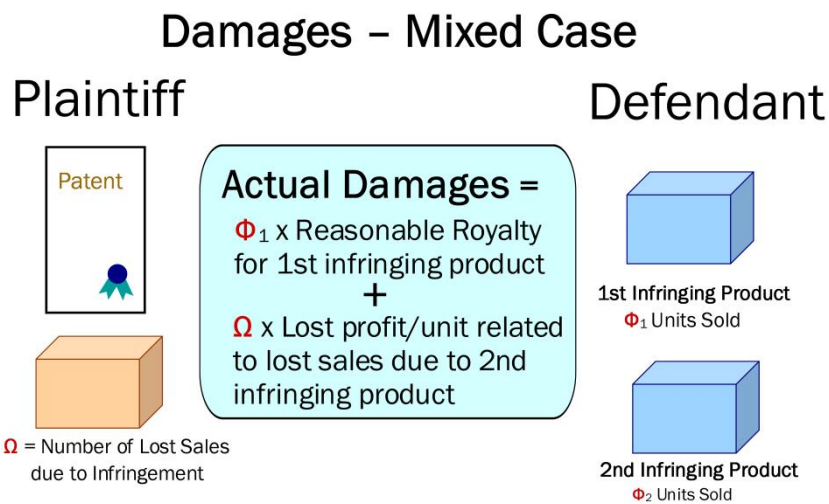 Damages – Mixed Case
Plaintiff
Defendant
Patent
Actual Damages =
Φ₁ x Reasonable Royalty
for 1st infringing product
+
Ω x Lost profit/unit related
to lost sales due to 2nd
infringing product
Ω = Number of Lost Sales
due to Infringement
1st Infringing Product
Φ₁ Units Sold
2nd Infringing Product
Φ₂ Units Sold